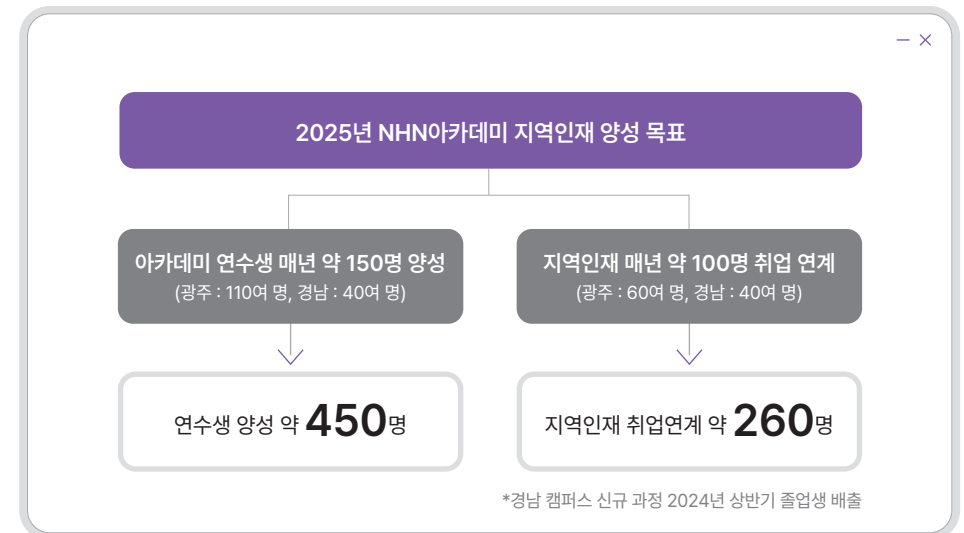 2025년 NHN아카데미 지역인재 양성 목표
아카데미 연수생 매년 약 150명 양성
(광주 : 110여 명, 경남 : 40여 명)
지역인재 매년 약 100명 취업 연계
(광주 : 60여 명, 경남 : 40여 명)
연수생 양성 약 450명
지역인재 취업연계 약 260명
*경남 캠퍼스 신규 과정 2024년 상반기 졸업생 배출